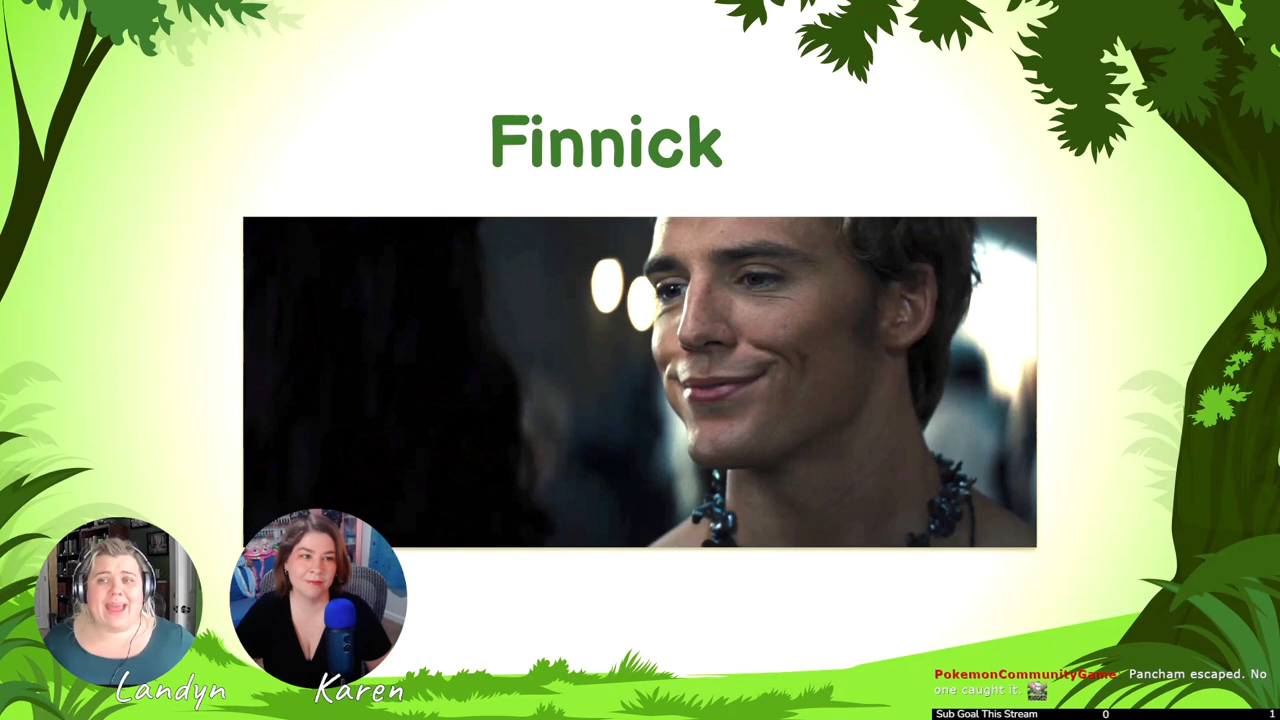 Finnick
Landyn
Karen
PokemonCommunityGame: Pancham escaped. No
one caught it.
Sub Goal This Stream 0 1